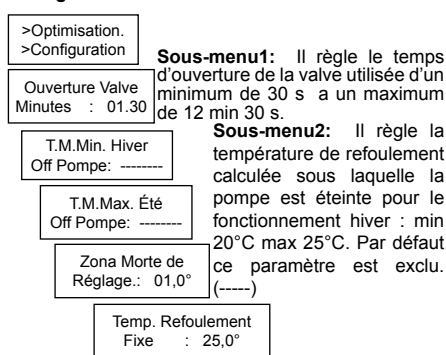 >Optimisation.
>Configuration
Ouverture Valve
Minutes : 01.30
T.M.Min. Hiver
Off Pompe: --------
T.M.Max. Été
Off Pompe: --------
Zona Morte de
Réglage.: 01,0°
Temp. Refoulement
Fixe : 25,0°
Sous-menu1: Il règle le temps
d’ouverture de la valve utilisée d’un
minimum de 30 s a un maximum
de 12 min 30 s.
Sous-menu2: Il règle la
température de refoulement
calculée sous laquelle la
pompe est éteinte pour le
fonctionnement hiver : min
20°C max 25°C. Par défaut
ce paramètre est exclu.
(-----)